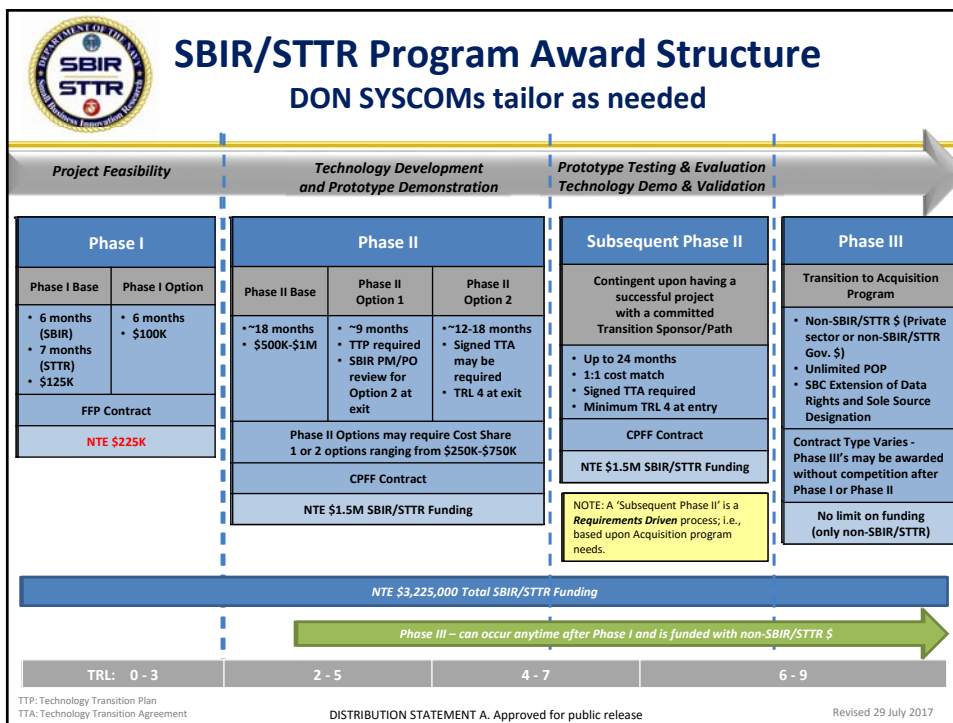 DEPARTMENT OF THE NAVY
SBIR
STTR
Small Business Innovation Research
SBIR/STTR Program Award Structure
DON SYSCOMs tailor as needed
Project Feasibility
Technology Development
and Prototype Demonstration
Prototype Testing & Evaluation
Technology Demo & Validation
Phase I
Phase I Base
Phase I Option
• 6 months
(SBIR)
• 7 months
(STTR)
• $125K
• 6 months
• $100K
FFP Contract
NTE $225K
Phase II
Phase II Base
Phase II
Option 1
Phase II
Option 2
•~18 months
• $500K-$1M
• ~9 months
• TTP required
• SBIR PM/PO
review for
Option 2 at
exit
•~12-18 months
• Signed TTA
may be
required
• TRL 4 at exit
Phase II Options may require Cost Share
1 or 2 options ranging from $250K-$750K
CPFF Contract
NTE $1.5M SBIR/STTR Funding
Subsequent Phase II
Contingent upon having a
successful project
with a committed
Transition Sponsor/Path
• Up to 24 months
• 1:1 cost match
• Signed TTA required
• Minimum TRL 4 at entry
CPFF Contract
NTE $1.5M SBIR/STTR Funding
NOTE: A ‘Subsequent Phase II’ is a
Requirements Driven process; i.e.,
based upon Acquisition program
needs.
Phase III
Transition to Acquisition
Program
• Non-SBIR/STTR $ (Private
sector or non-SBIR/STTR
Gov. $)
• Unlimited POP
• SBC Extension of Data
Rights and Sole Source
Designation
Contract Type Varies -
Phase III’s may be awarded
without competition after
Phase I or Phase II
No limit on funding
(only non-SBIR/STTR)
NTE $3,225,000 Total SBIR/STTR Funding
Phase III – can occur anytime after Phase I and is funded with non-SBIR/STTR $
TRL: 0 - 3
2 - 5
4 - 7
6 - 9
TTP: Technology Transition Plan
TTA: Technology Transition Agreement
DISTRIBUTION STATEMENT A. Approved for public release
Revised 29 July 2017